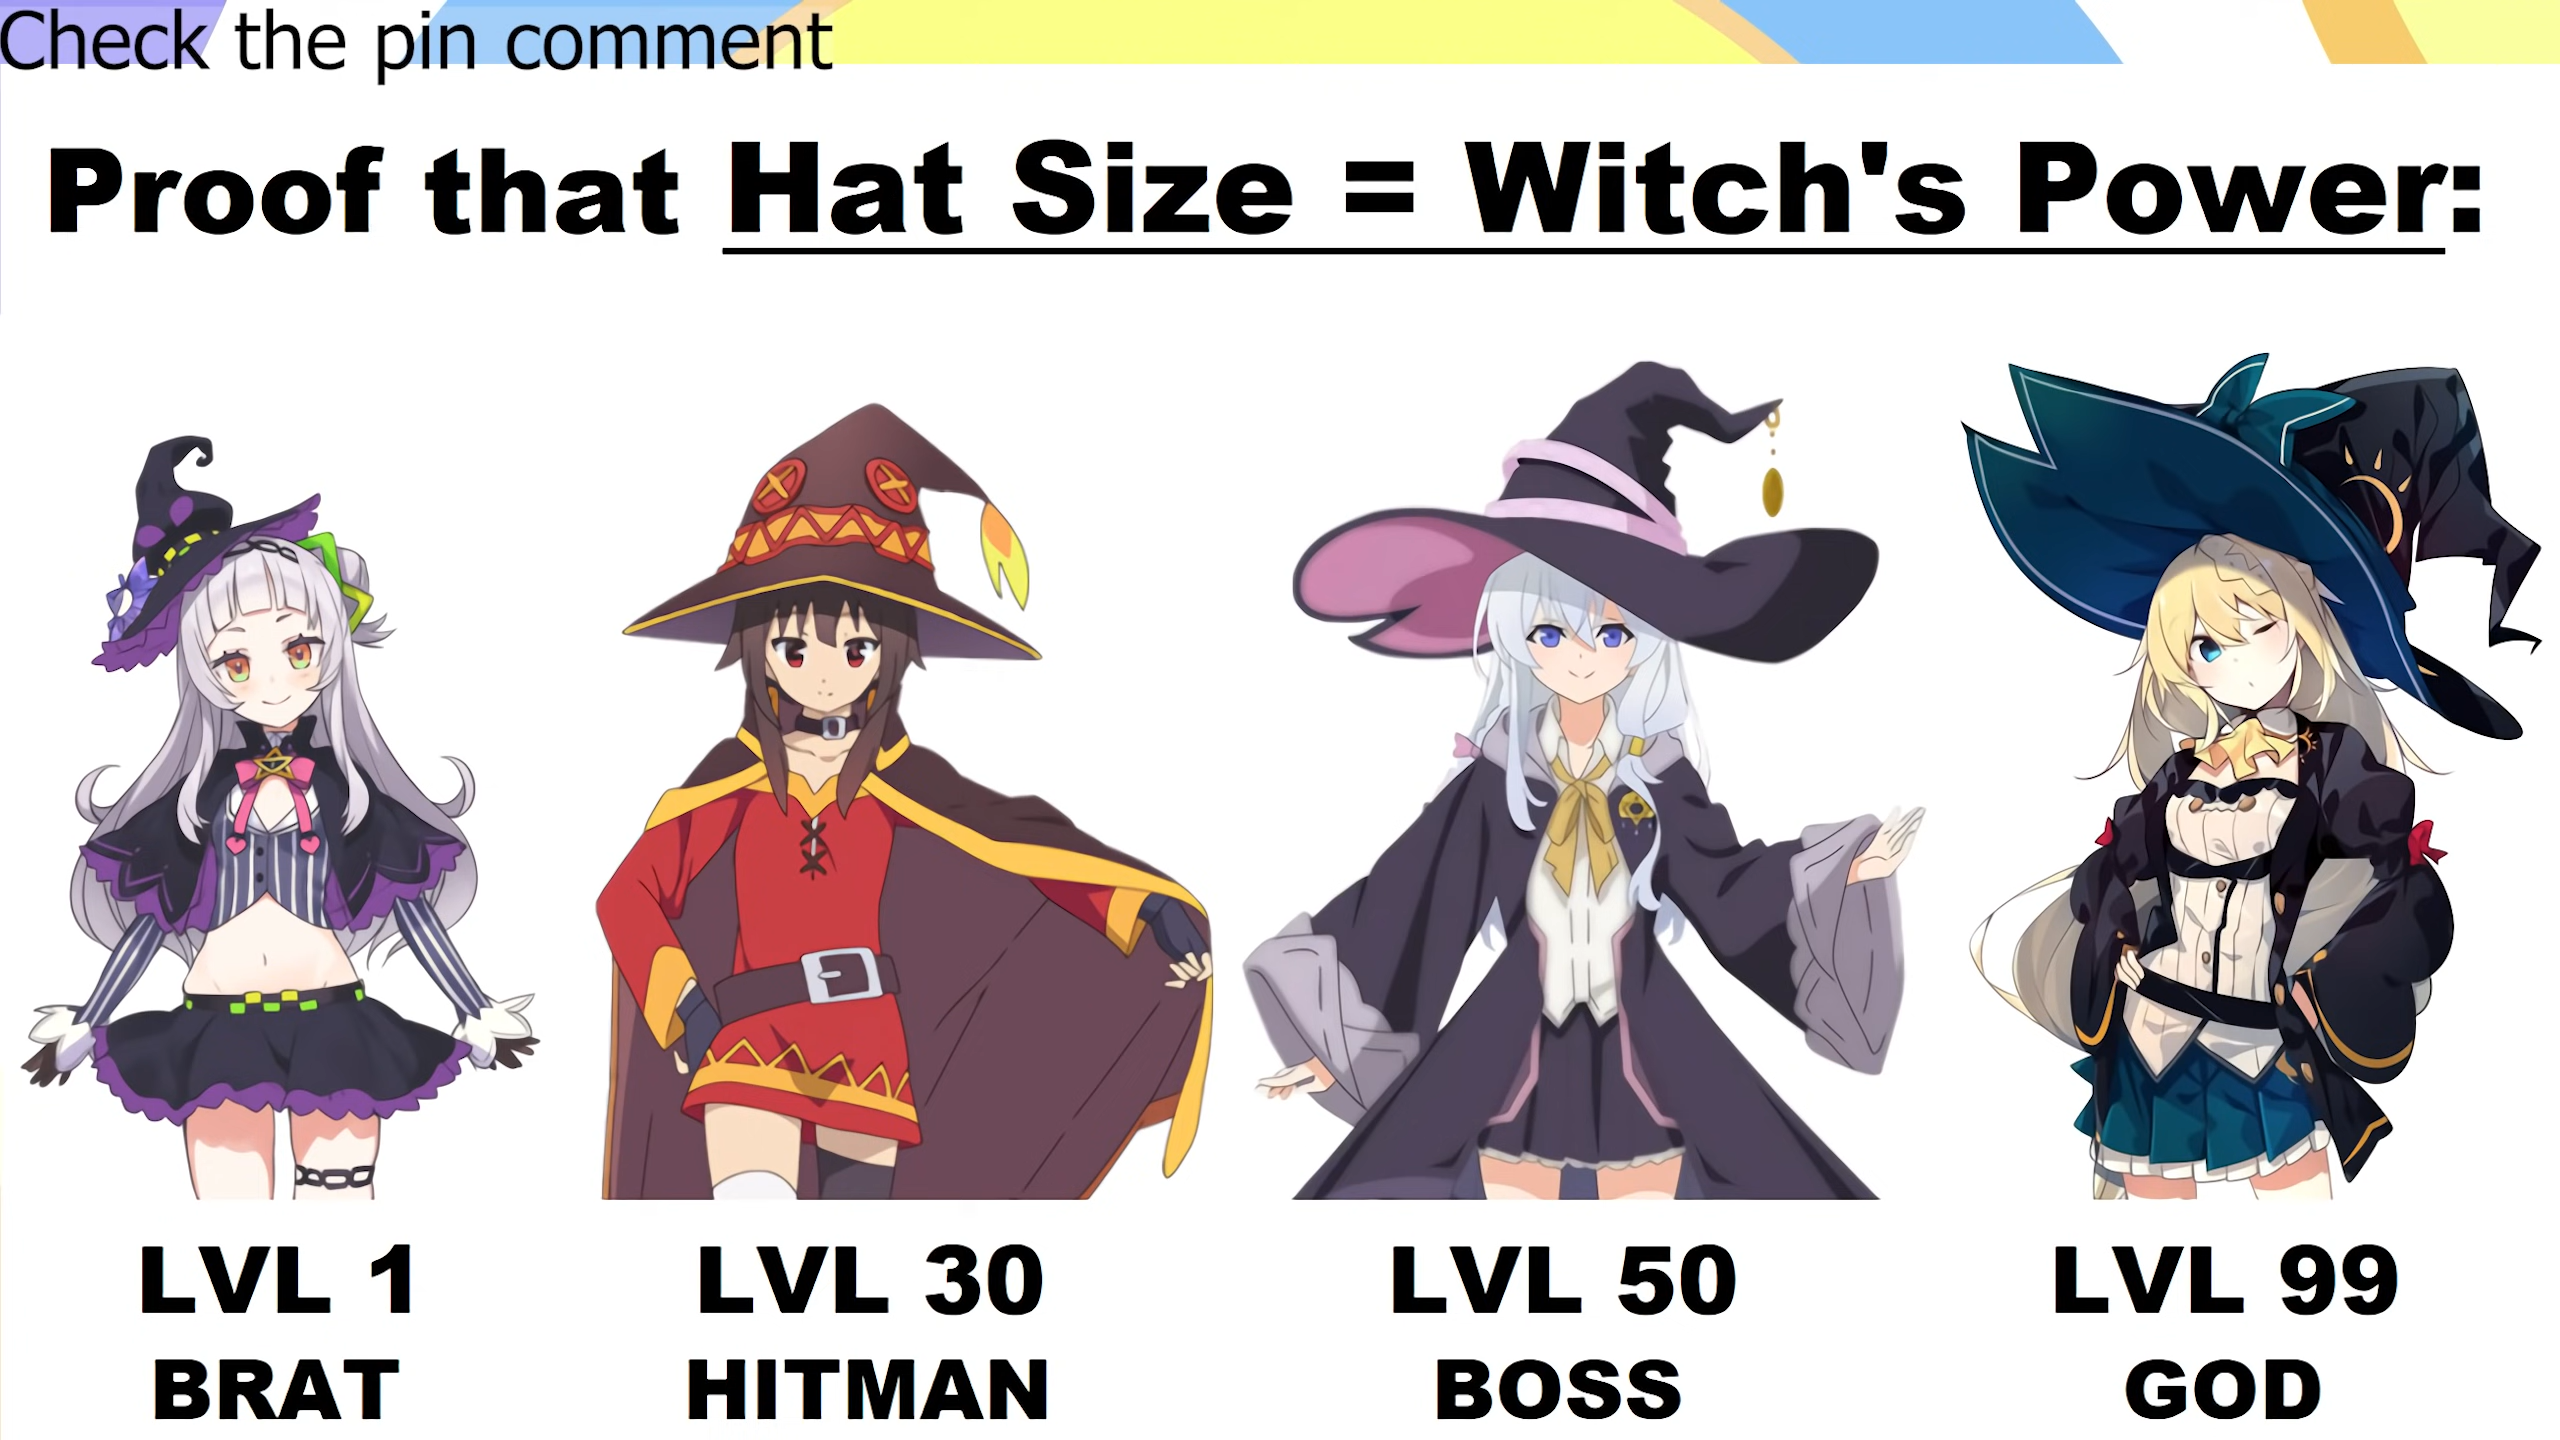 Check the pin comment
Proof that Hat Size = Witch's Power:
LVL 1
BRAT
LVL 30
HITMAN
LVL 50
BOSS
LVL 99
GOD